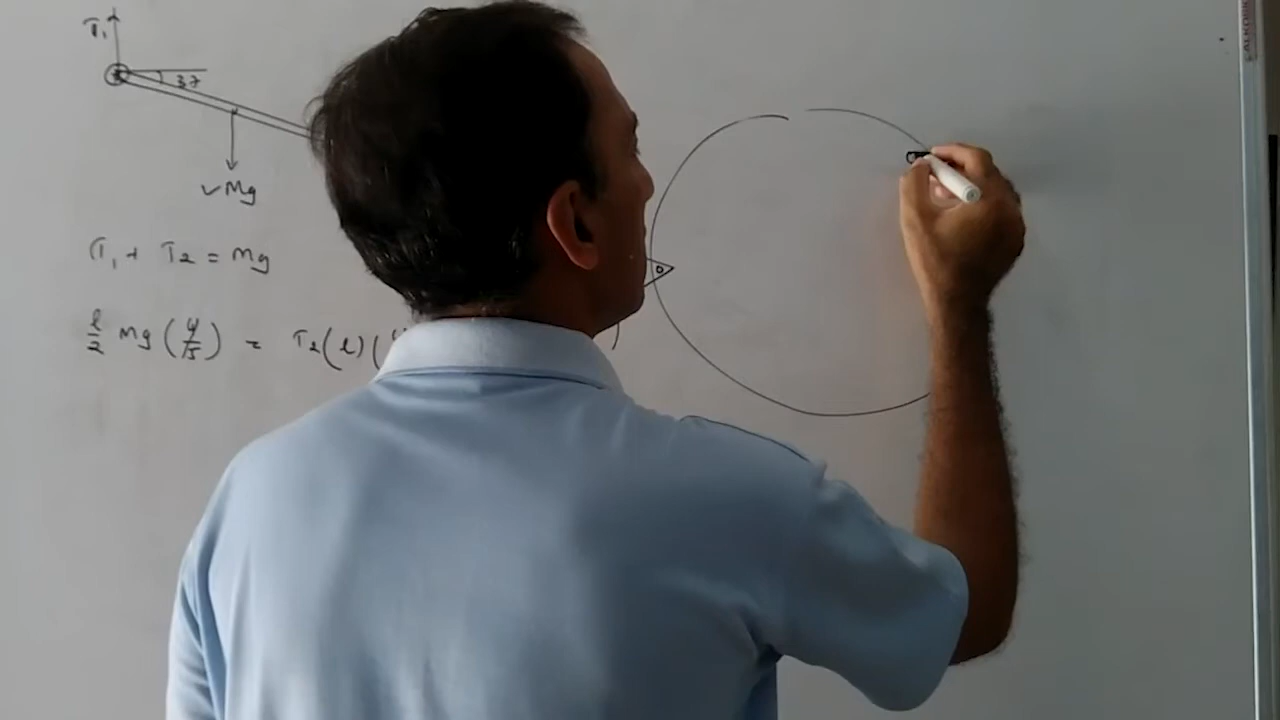 T₁
37
Mg
T₁ + T₂ = Mg
l/2 Mg (4/5) = T₂(l)(